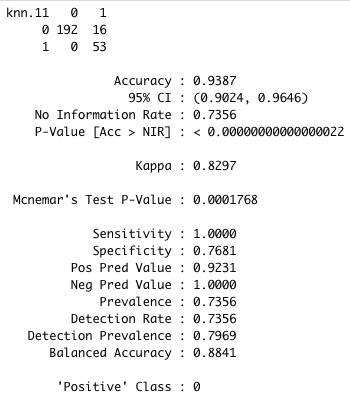 knn.11 0 1
0 192 16
1 0 53
Accuracy : 0.9387
95% CI : (0.9024, 0.9646)
No Information Rate : 0.7356
P-Value [Acc > NIR] : < 0.00000000000000022
Kappa : 0.8297
Mcnemar's Test P-Value : 0.0001768
Sensitivity : 1.0000
Specificity : 0.7681
Pos Pred Value : 0.9231
Neg Pred Value : 1.0000
Prevalence : 0.7356
Detection Rate : 0.7356
Detection Prevalence : 0.7969
Balanced Accuracy : 0.8841
'Positive' Class : 0